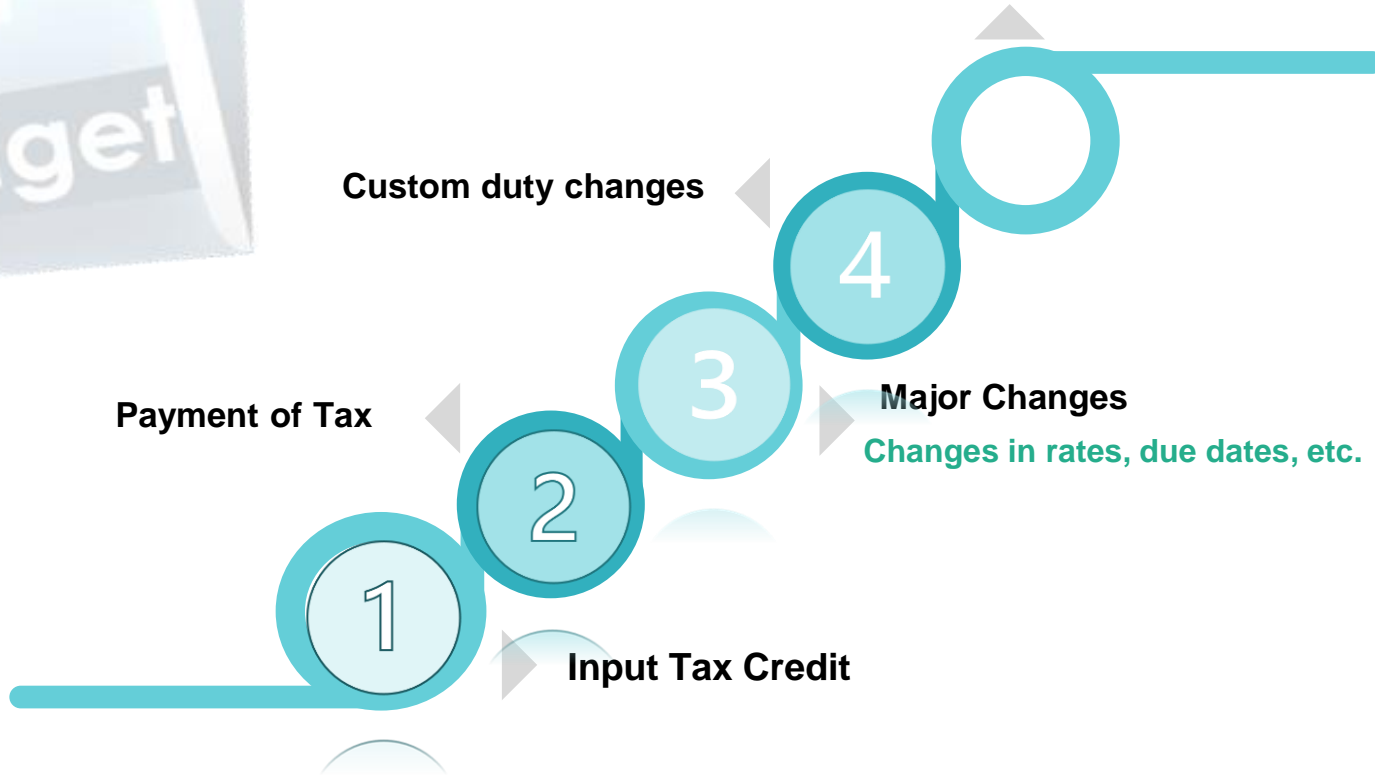 get
Custom duty changes
4
3
Major Changes
Changes in rates, due dates, etc.
Payment of Tax
2
1
Input Tax Credit